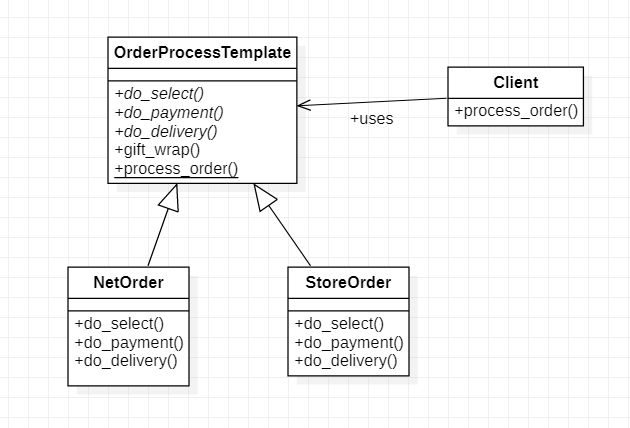 OrderProcessTemplate
+do_select()
+do_payment()
+do_delivery()
+gift_wrap()
+process_order()
Client
+process_order()
+uses
NetOrder
+do_select()
+do_payment()
+do_delivery()
StoreOrder
+do_select()
+do_payment()
+do_delivery()